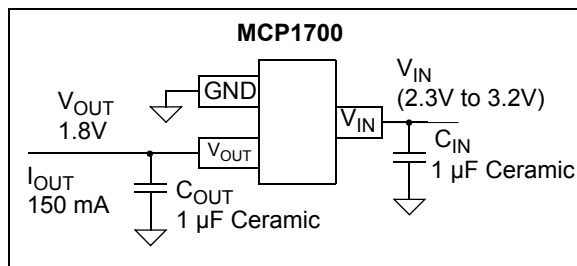 MCP1700
GND
V_OUT
V_IN
V_OUT
1.8V
I_OUT
150 mA
C_OUT
1 µF Ceramic
V_IN
(2.3V to 3.2V)
C_IN
1 µF Ceramic